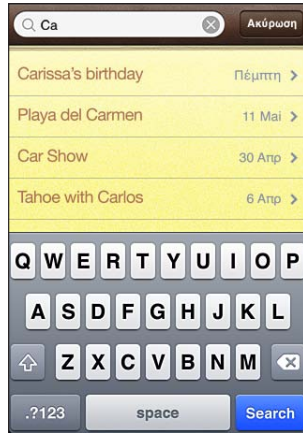 Ca
Ακύρωση
Carissa's birthday Πέμπτη
Playa del Carmen 11 Μαϊ
Car Show 30 Απρ
Tahoe with Carlos 6 Απρ
Q W E R T Y U I O P
A S D F G H J K L
Z X C V B N M
.?123 space Search